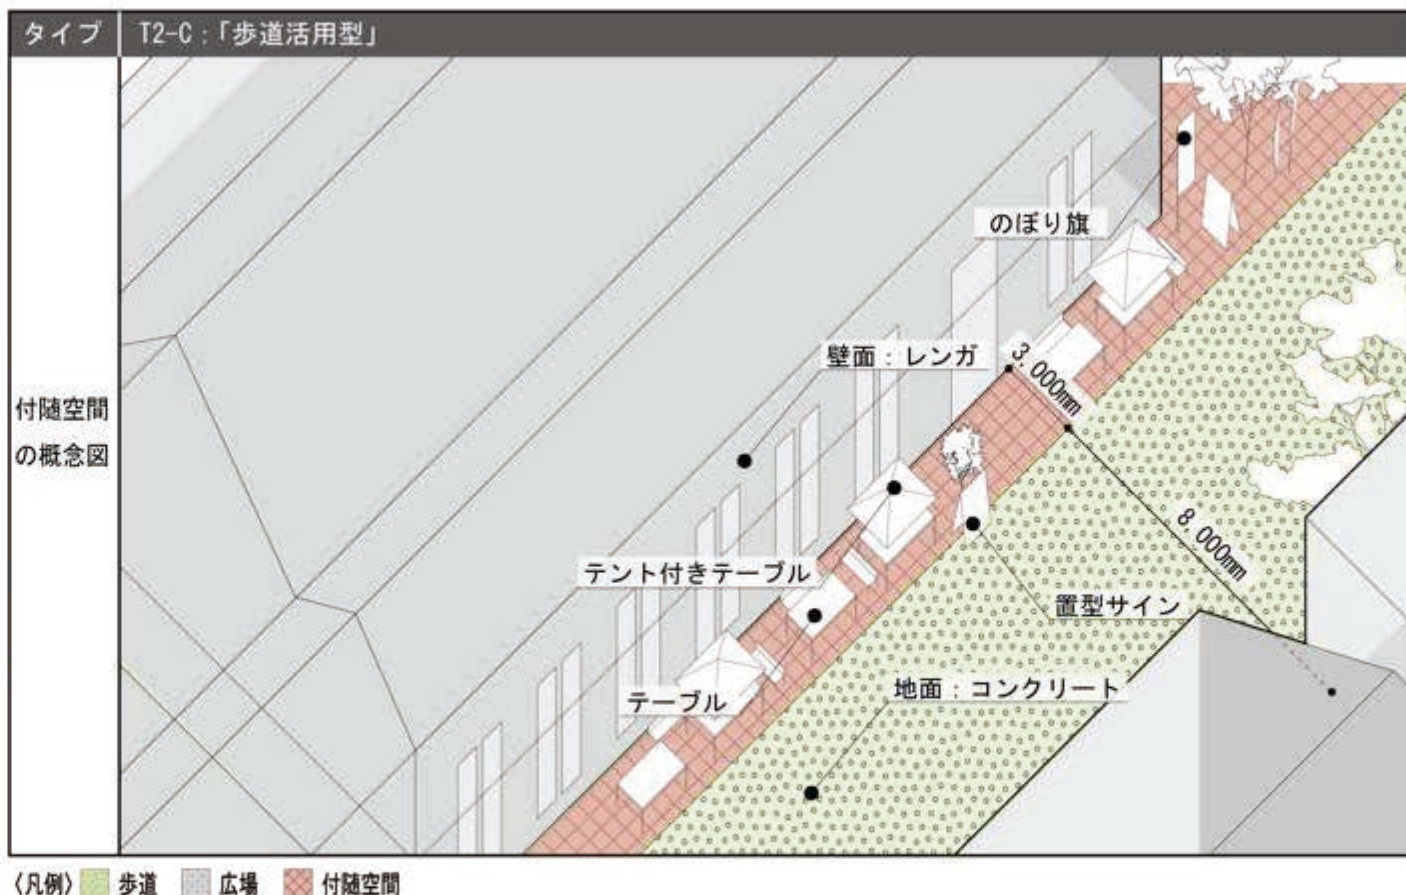 タイプ
T2-C:「歩道活用型」
付随空間
の概念図
のぼり旗
壁面:レンガ
3,000mm
8,000mm
テント付きテーブル
置型サイン
テーブル
地面:コンクリート
〈凡例〉 歩道 広場 付随空間